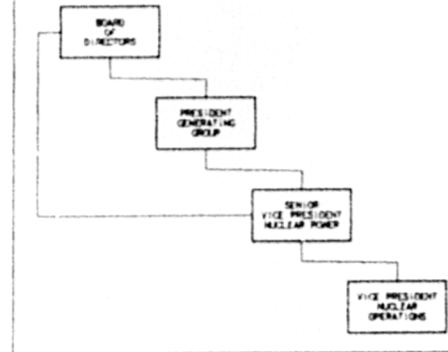 BOARD
OF
DIRECTORS
PRESIDENT
GENERATING
GROUP
SENIOR
VICE PRESIDENT
NUCLEAR POWER
VICE PRESIDENT
NUCLEAR
OPERATIONS